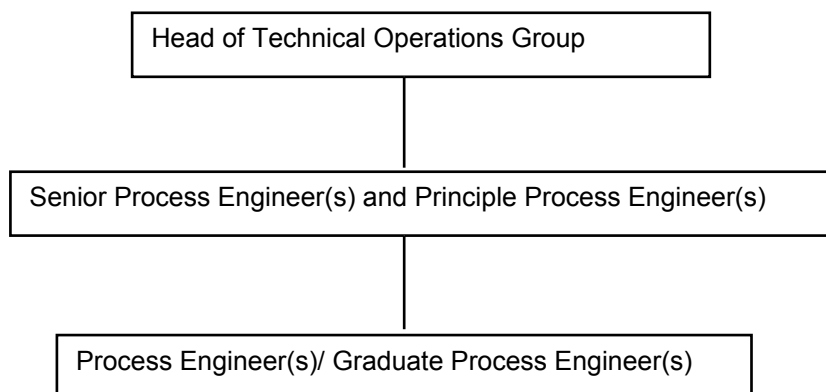 Head of Technical Operations Group
Senior Process Engineer(s) and Principle Process Engineer(s)
Process Engineer(s)/ Graduate Process Engineer(s)